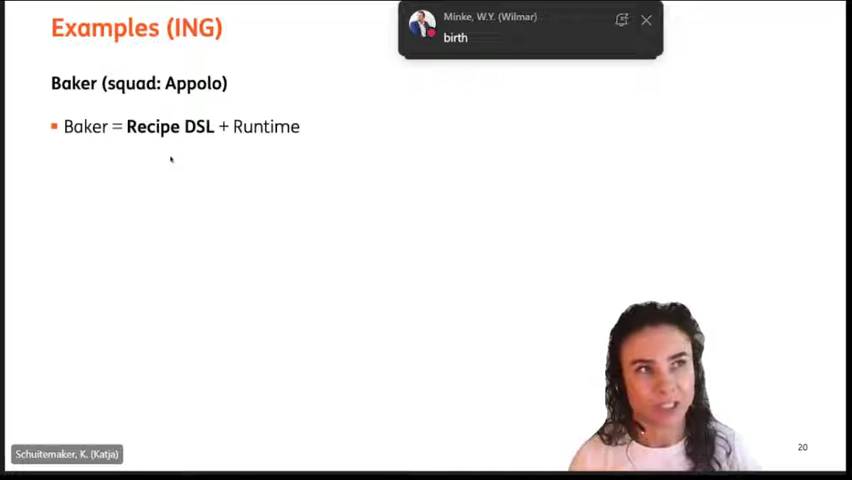 Examples (ING)
Minke, W.Y. (Wilmar)
birth
Baker (squad: Appolo)
Baker = Recipe DSL + Runtime
Schuitemaker, K. (Katja)
20